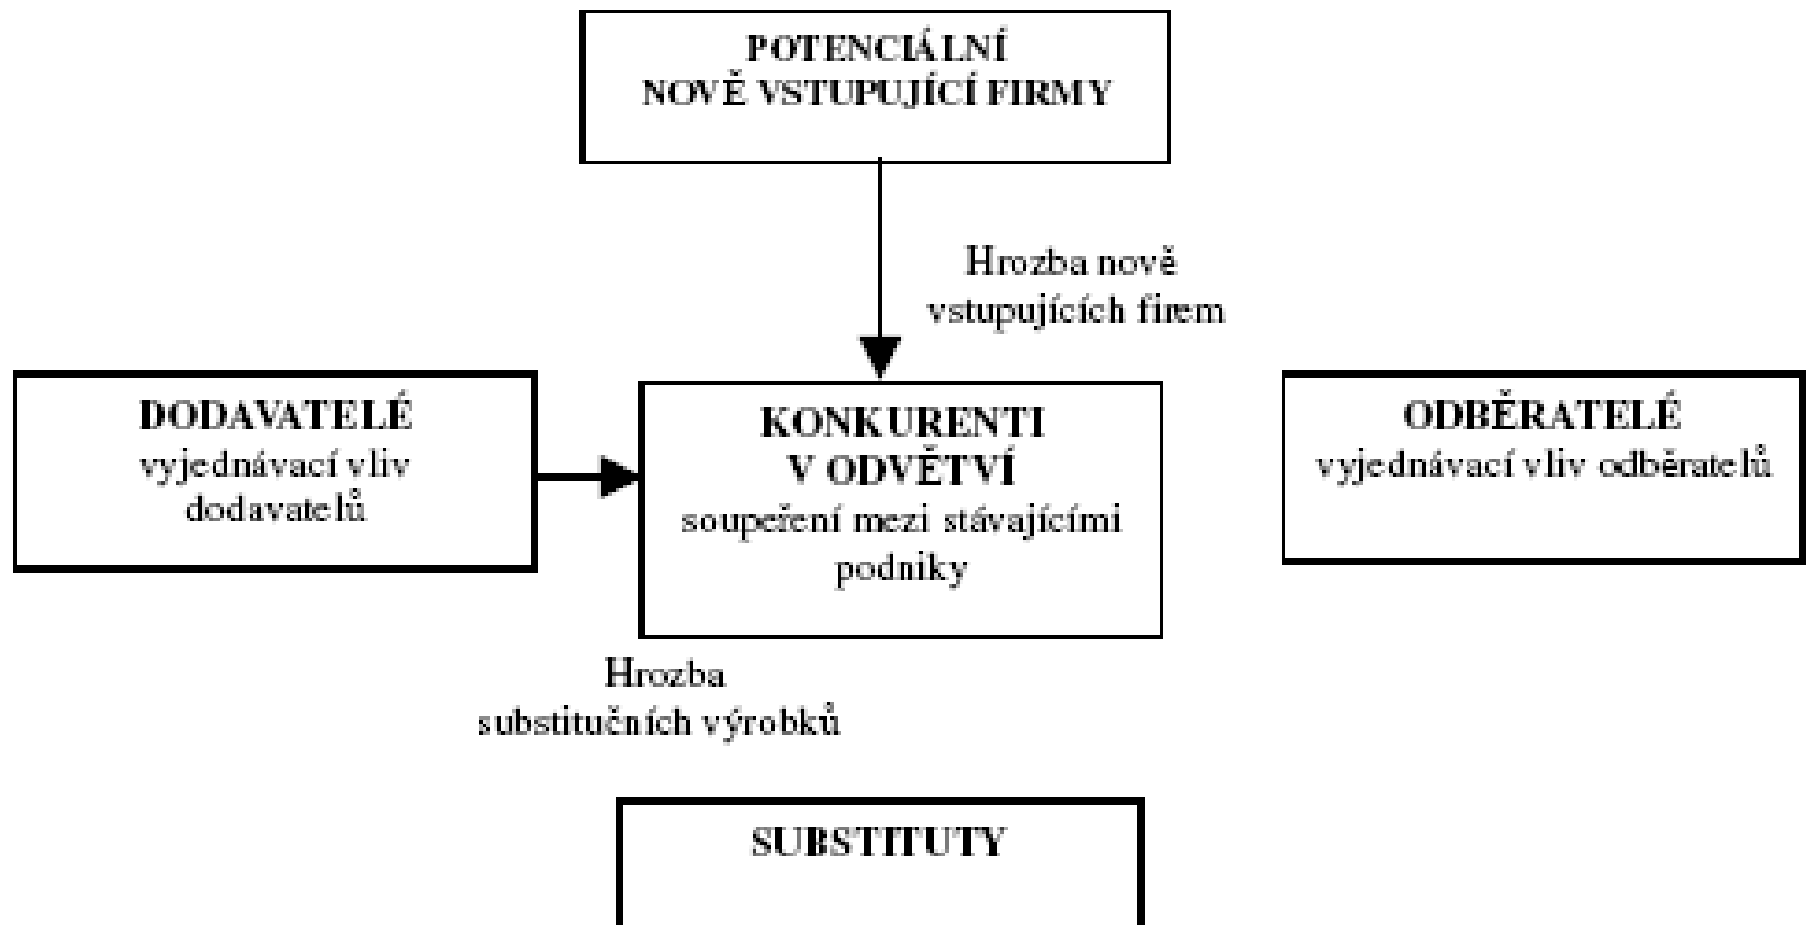 POTENCIÁLNÍ
NOVĚ VSTUPUJÍCÍ FIRMY
Hrozba nově
vstupujících firem
DODAVATELÉ
vyjednávací vliv
dodavatelů
KONKURENTI
V ODVĚTVÍ
soupeření mezi stávajícími
podniky
ODBĚRATELÉ
vyjednávací vliv odběratelů
Hrozba
substitučních výrobků
SUBSTITUTY